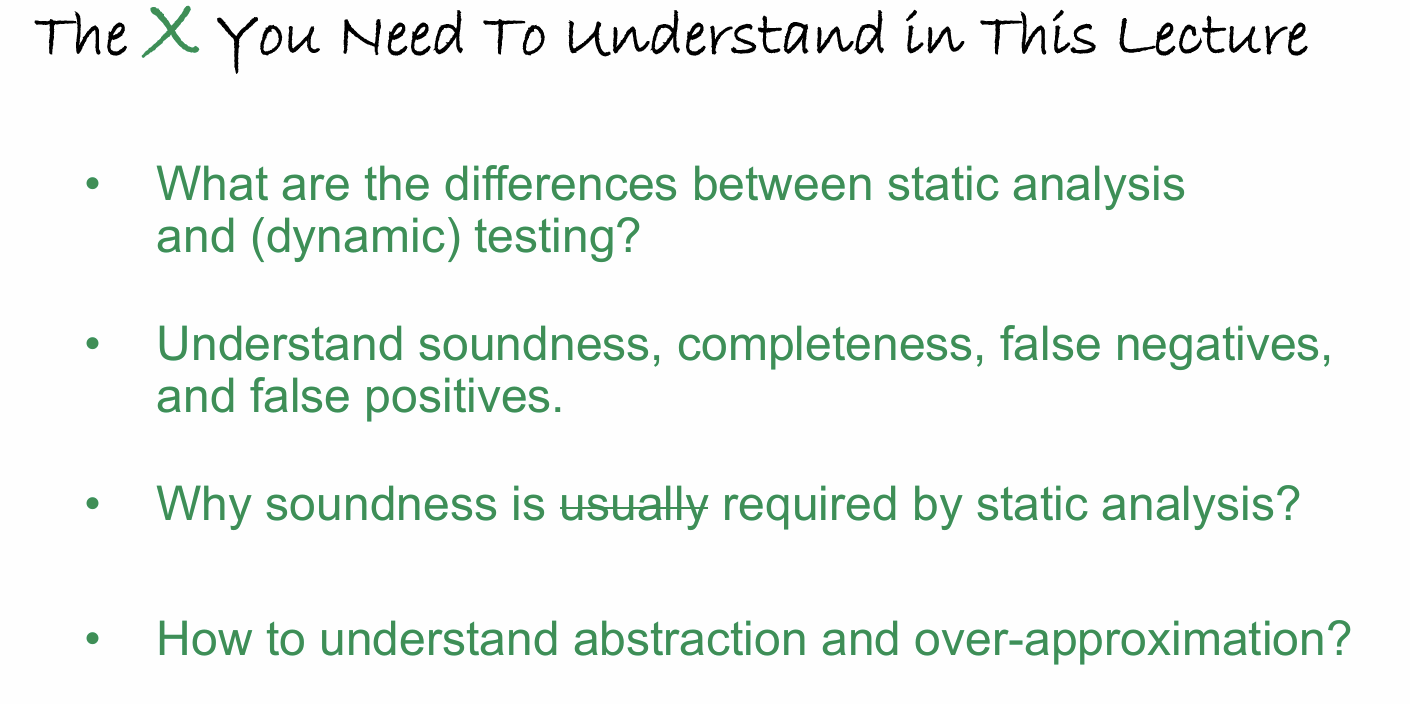 The X You Need To Understand in This Lecture
• What are the differences between static analysis
and (dynamic) testing?
• Understand soundness, completeness, false negatives,
and false positives.
• Why soundness is usually required by static analysis?
• How to understand abstraction and over-approximation?